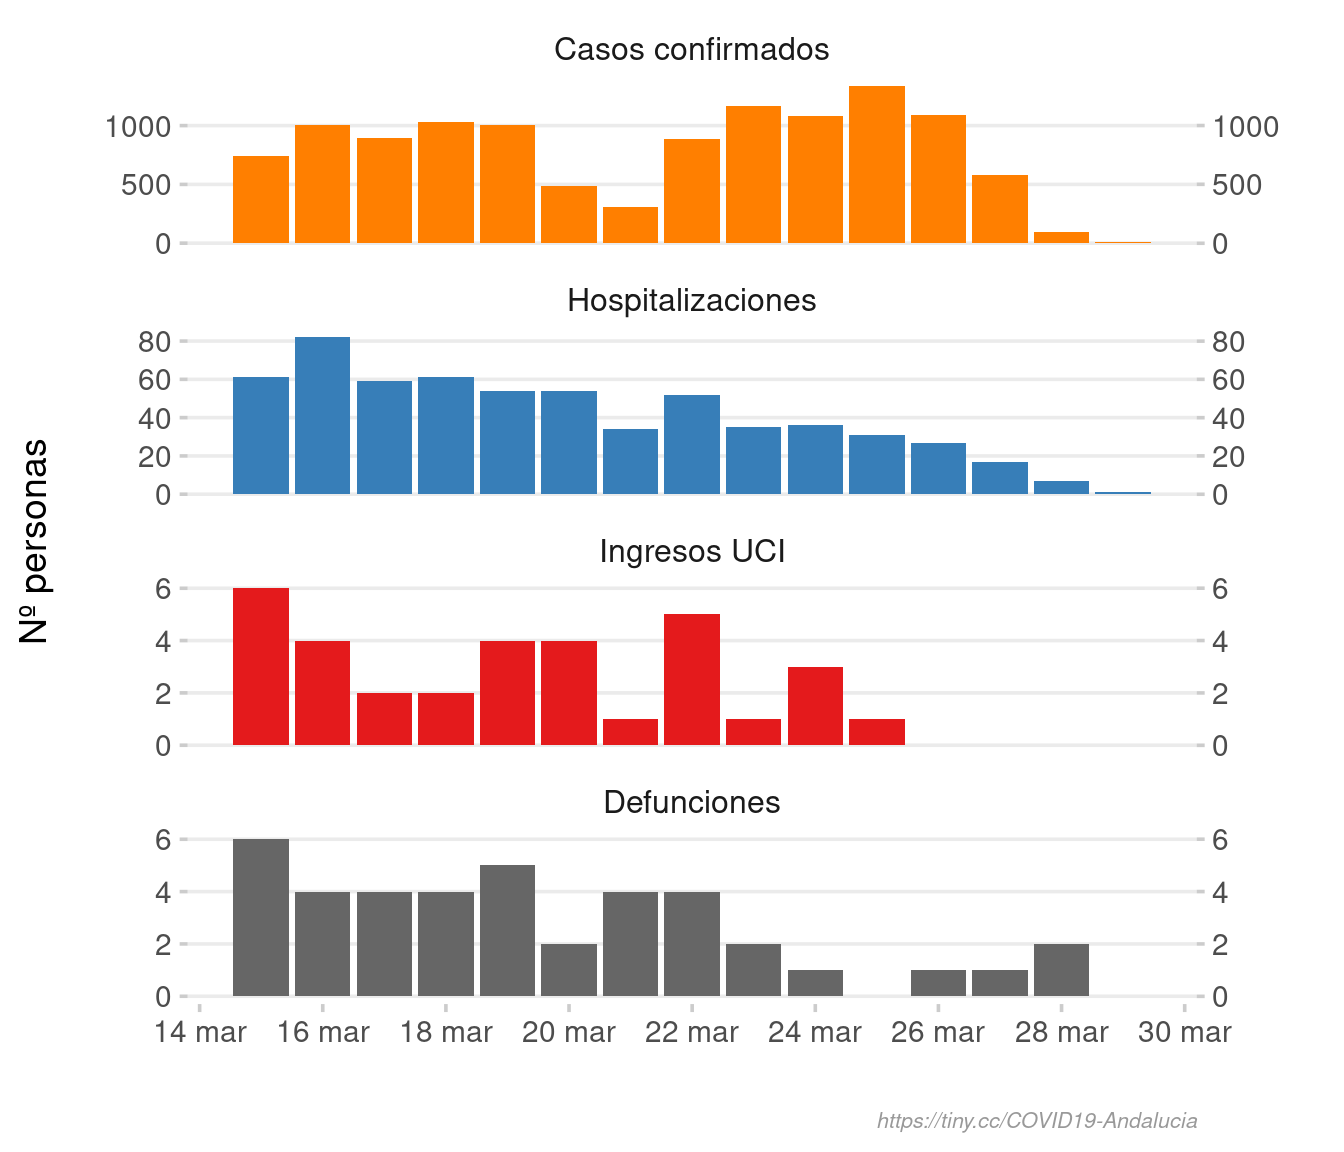 Casos confirmados
1000 1000
500 500
0 0
Hospitalizaciones
80 80
60 60
40 40
20 20
0 0
Nº personas
Ingresos UCI
6 6
4 4
2 2
0 0
Defunciones
6 6
4 4
2 2
0 0
14 mar 16 mar 18 mar 20 mar 22 mar 24 mar 26 mar 28 mar 30 mar
https://tiny.cc/COVID19-Andalucia